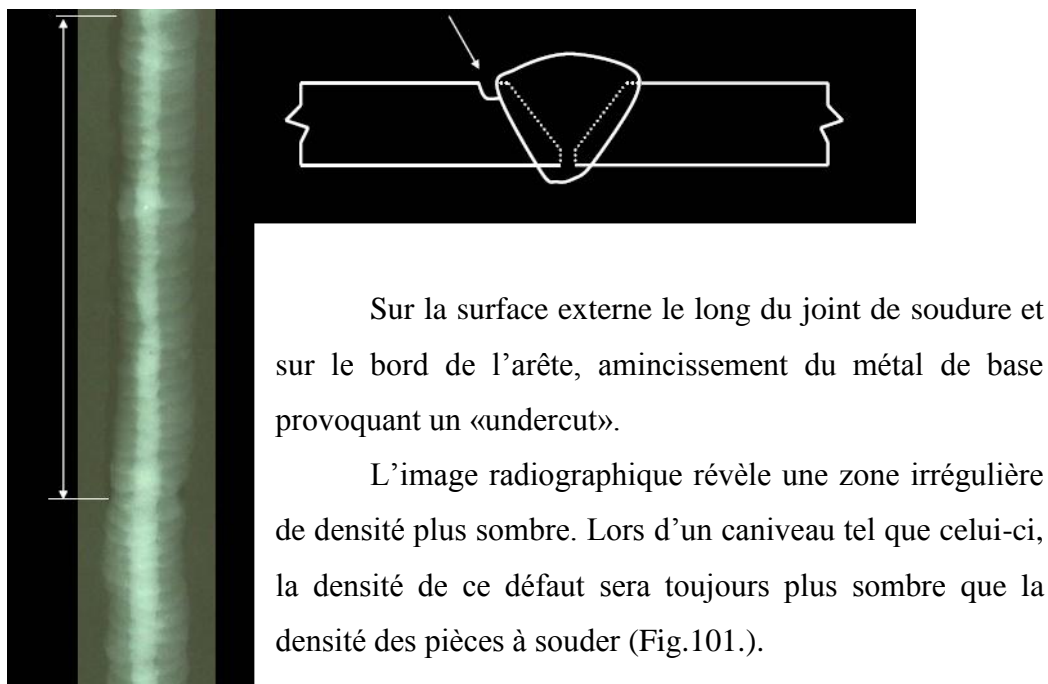 Sur la surface externe le long du joint de soudure et
sur le bord de l’arête, amincissement du métal de base
provoquant un «undercut».
L’image radiographique révèle une zone irrégulière
de densité plus sombre. Lors d’un caniveau tel que celui-ci,
la densité de ce défaut sera toujours plus sombre que la
densité des pièces à souder (Fig.101.).